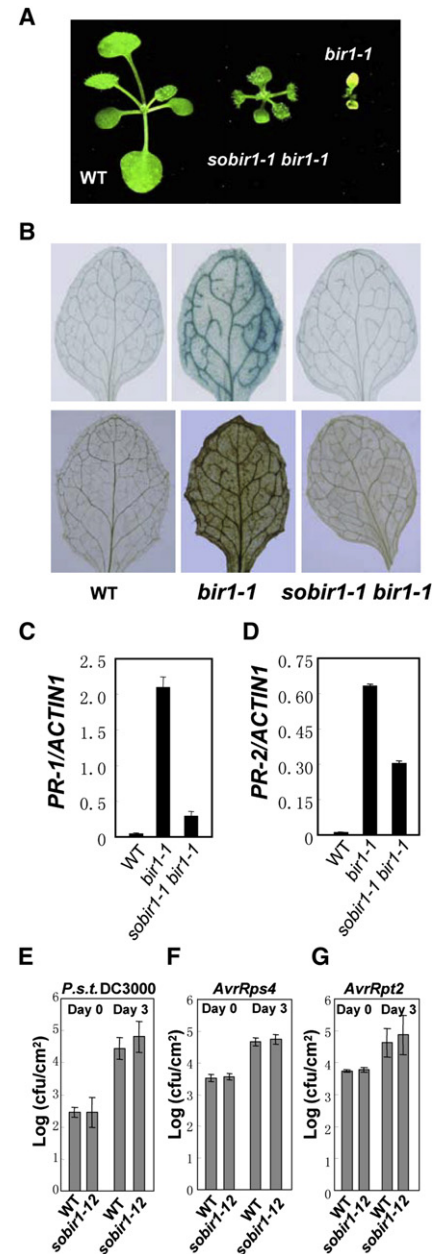 A
WT
sobir1-1 bir1-1
bir1-1
B
WT
bir1-1
sobir1-1 bir1-1
C
PR-1/ACTIN1
2.5
2.0
1.5
1.0
0.5
0
WT
bir1-1
sobir1-1 bir1-1
D
PR-2/ACTIN1
0.75
0.60
0.45
0.30
0.15
0
WT
bir1-1
sobir1-1 bir1-1
E
P.s.t. DC3000
Day 0 Day 3
Log (cfu/cm²)
6
5
4
3
2
1
0
WT
sobir1-12
WT
sobir1-12
F
AvrRps4
Day 0 Day 3
Log (cfu/cm²)
6
5
4
3
2
1
0
WT
sobir1-12
WT
sobir1-12
G
AvrRpt2
Day 0 Day 3
Log (cfu/cm²)
6
5
4
3
2
1
0
WT
sobir1-12
WT
sobir1-12